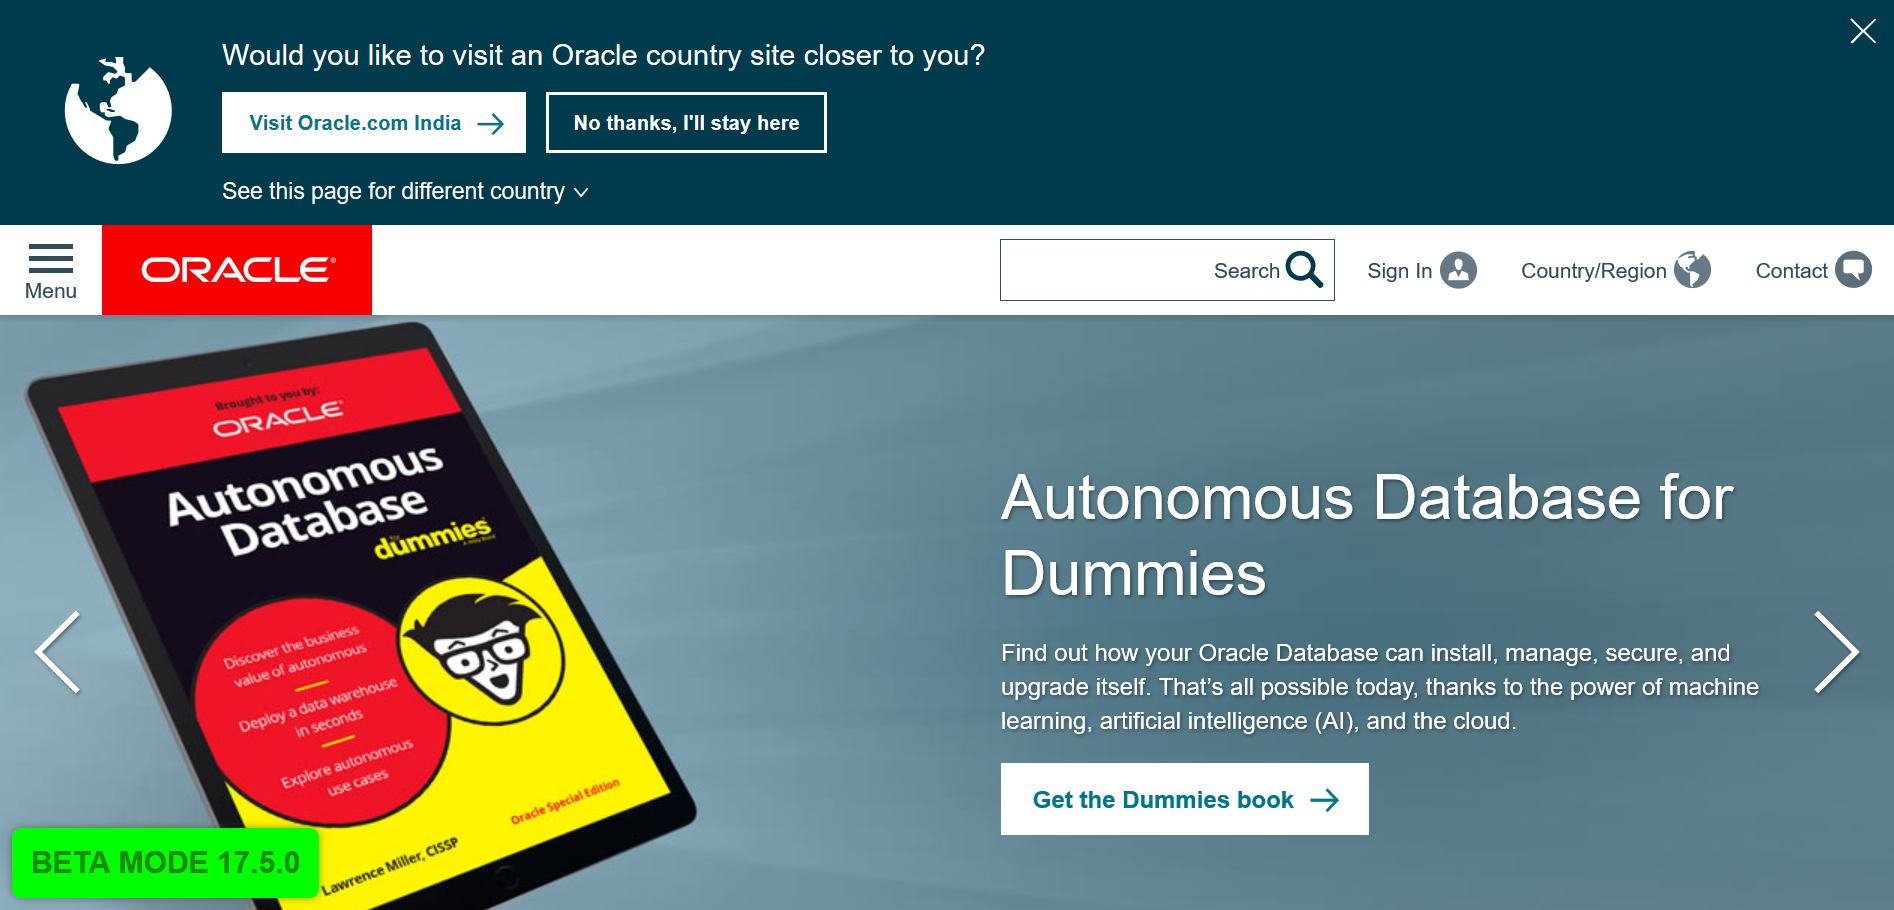 Would you like to visit an Oracle country site closer to you?
Visit Oracle.com India
No thanks, I'll stay here
See this page for different country
Menu
ORACLE®
Search
Sign In
Country/Region
Contact
Brought to you by:
ORACLE®
Autonomous
Database
for
dummies
A Wiley Brand
Discover the business
value of autonomous
Deploy a data warehouse
in seconds
Explore autonomous
use cases
Oracle Special Edition
Lawrence Miller, CISSP
Autonomous Database for
Dummies
Find out how your Oracle Database can install, manage, secure, and
upgrade itself. That’s all possible today, thanks to the power of machine
learning, artificial intelligence (AI), and the cloud.
Get the Dummies book
BETA MODE 17.5.0